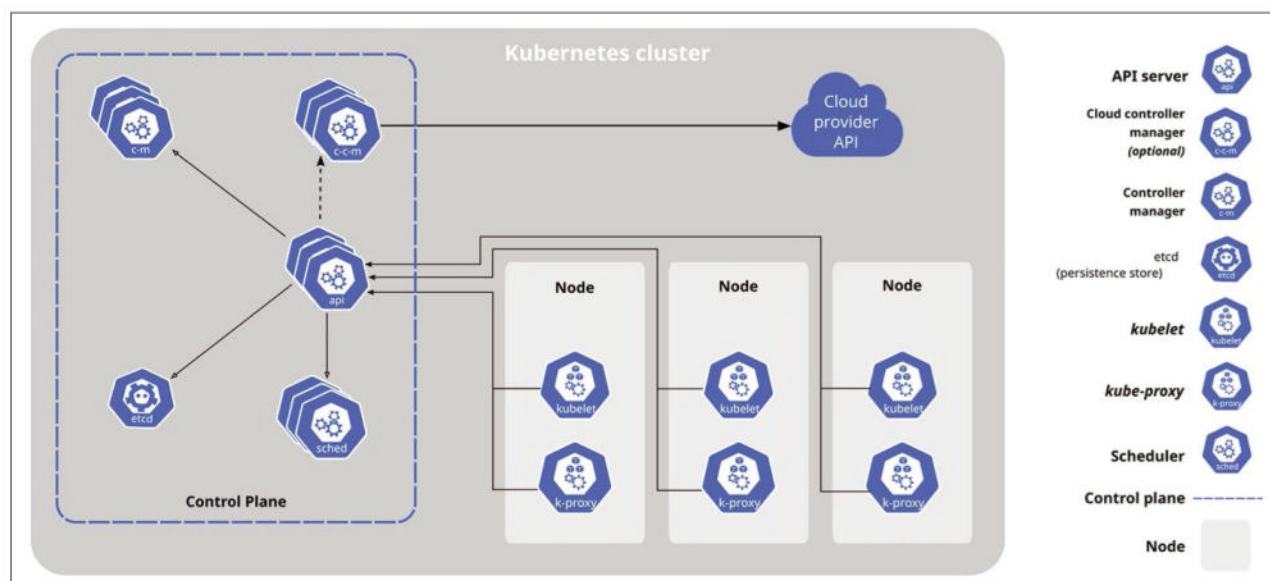 Kubernetes cluster
c-m
c-c-m
Cloud
provider
API
api
etcd
sched
Control Plane
Node
kubelet
k-proxy
Node
kubelet
k-proxy
Node
kubelet
k-proxy
API server
api
Cloud controller
manager
(optional)
c-c-m
Controller
manager
c-m
etcd
(persistence store)
etcd
kubelet
kubelet
kube-proxy
k-proxy
Scheduler
sched
Control plane
Node